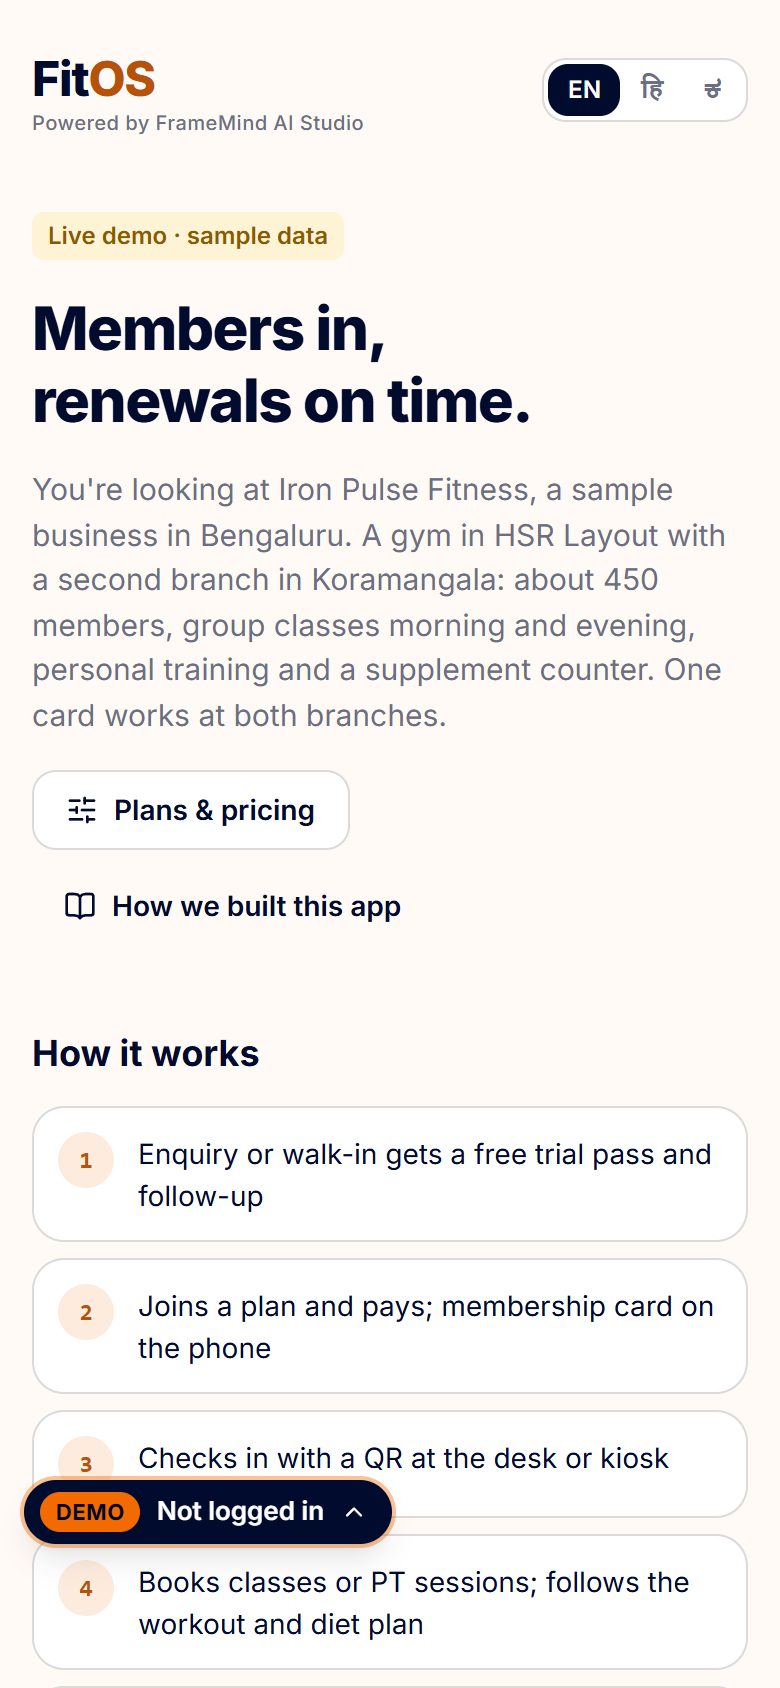 FitOS
Powered by FrameMind AI Studio
EN हि ಕ
Live demo · sample data
Members in,
renewals on time.
You're looking at Iron Pulse Fitness, a sample
business in Bengaluru. A gym in HSR Layout with
a second branch in Koramangala: about 450
members, group classes morning and evening,
personal training and a supplement counter. One
card works at both branches.
Plans & pricing
How we built this app
How it works
1 Enquiry or walk-in gets a free trial pass and
follow-up
2 Joins a plan and pays; membership card on
the phone
3 Checks in with a QR at the desk or kiosk
DEMO Not logged in
4 Books classes or PT sessions; follows the
workout and diet plan